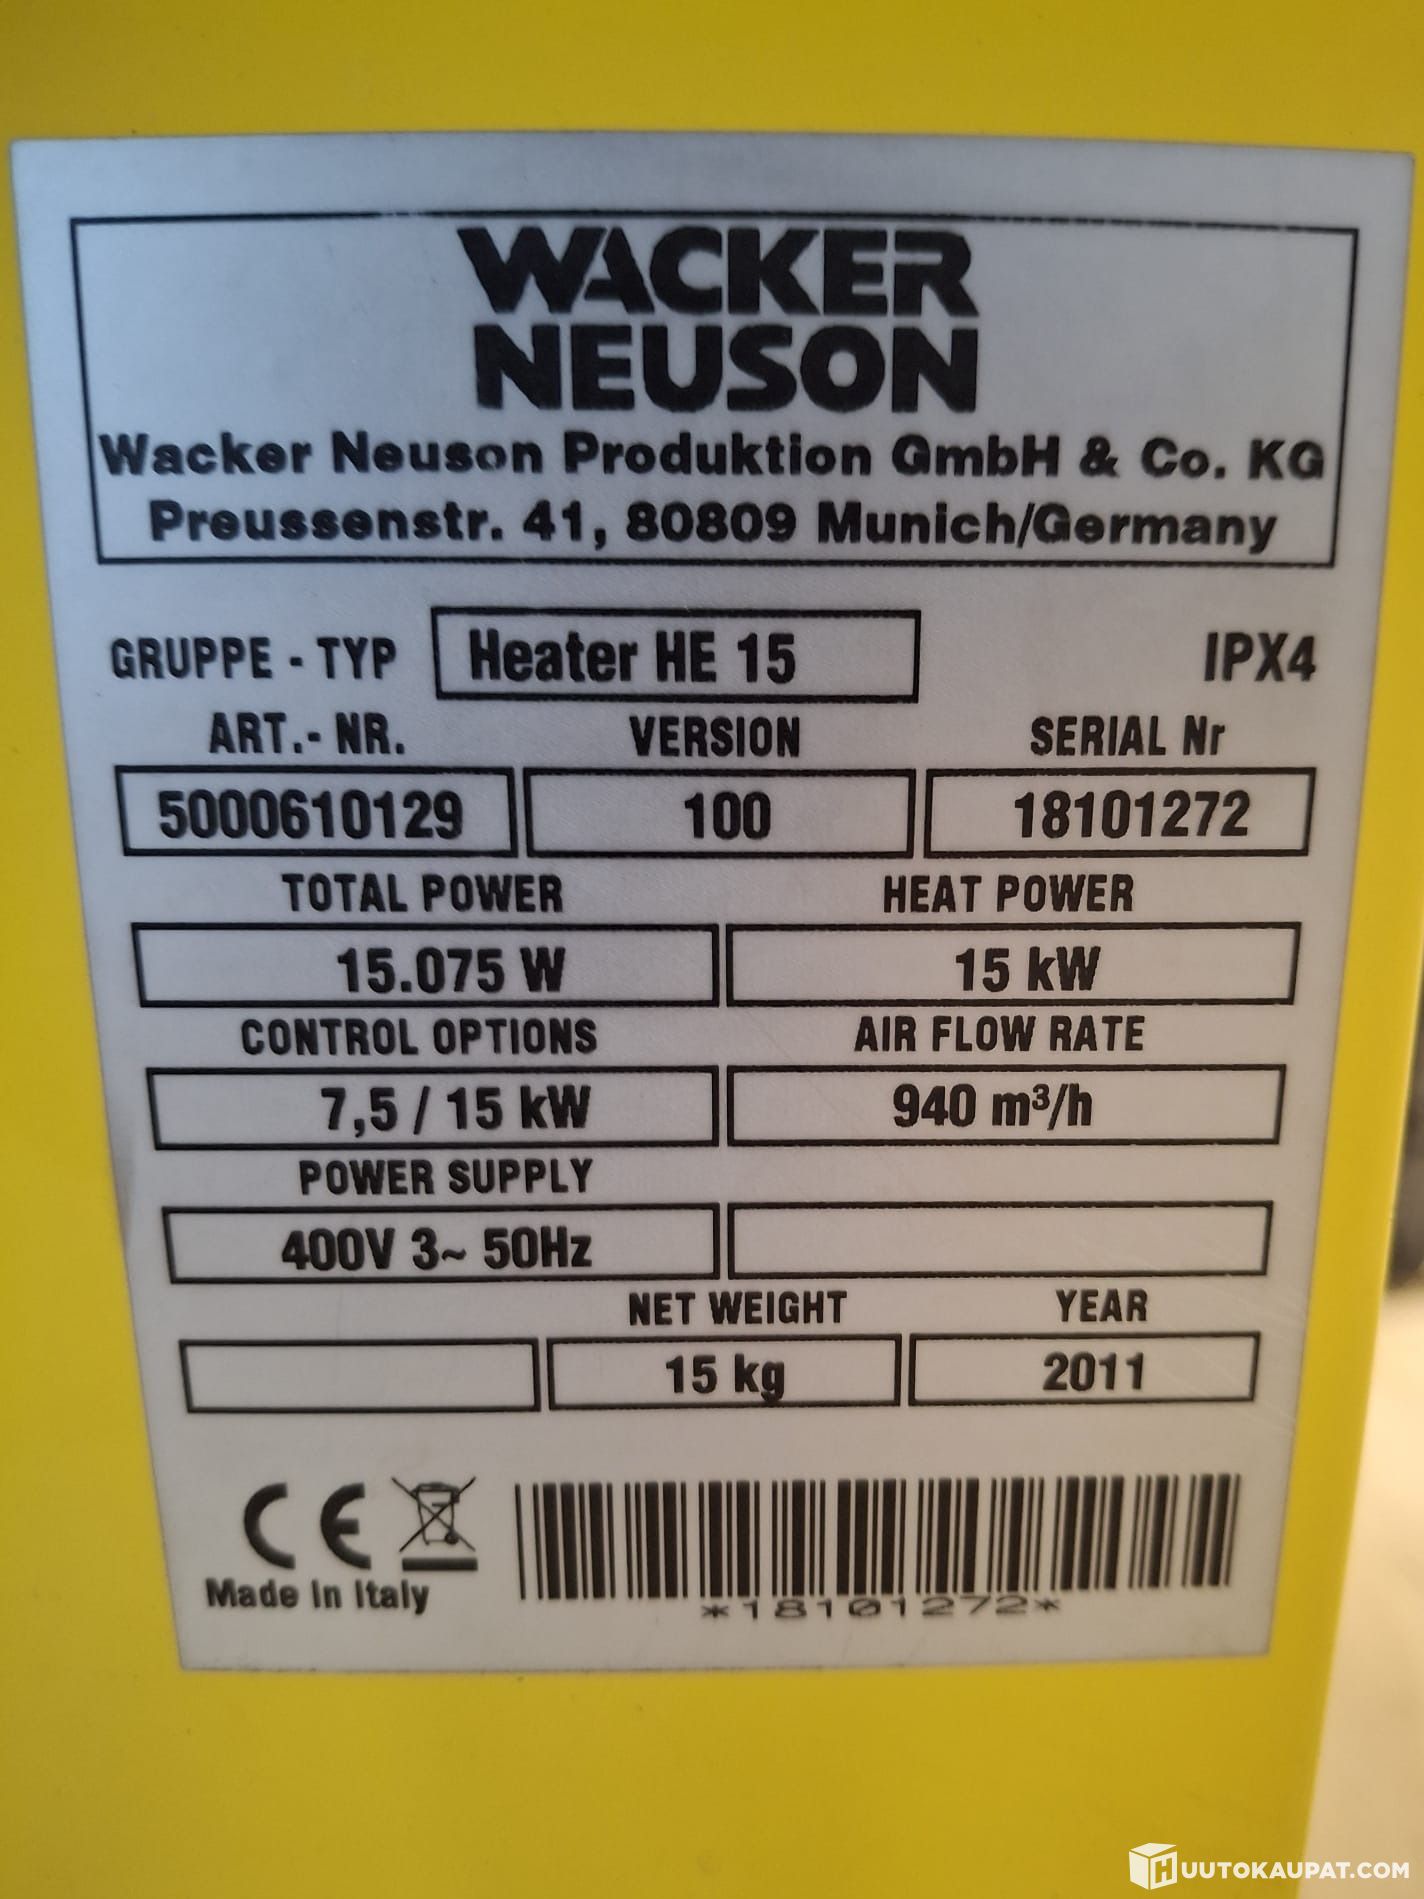 WACKER
NEUSON
Wacker Neuson Produktion GmbH & Co. KG
Preussenstr. 41, 80809 Munich/Germany
GRUPPE - TYP Heater HE 15 IPX4
ART.- NR. VERSION SERIAL Nr
5000610129 100 18101272
TOTAL POWER HEAT POWER
15.075 W 15 kW
CONTROL OPTIONS AIR FLOW RATE
7,5 / 15 kW 940 m³/h
POWER SUPPLY
400V 3~ 50Hz
NET WEIGHT YEAR
15 kg 2011
CE
Made In Italy
*18101272*
HUUTOKAUPAT.COM